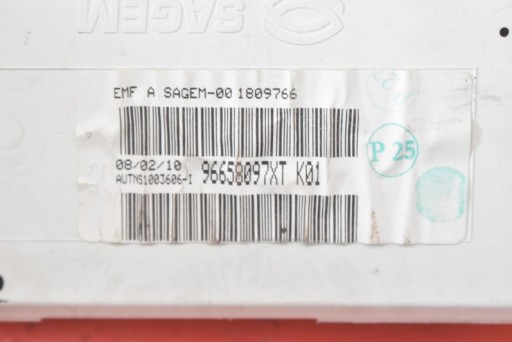 SAGEM
EMF A SAGEM-00 1809766
08/02/10 96658097XT K01
AUTNS1003606-I
P 25